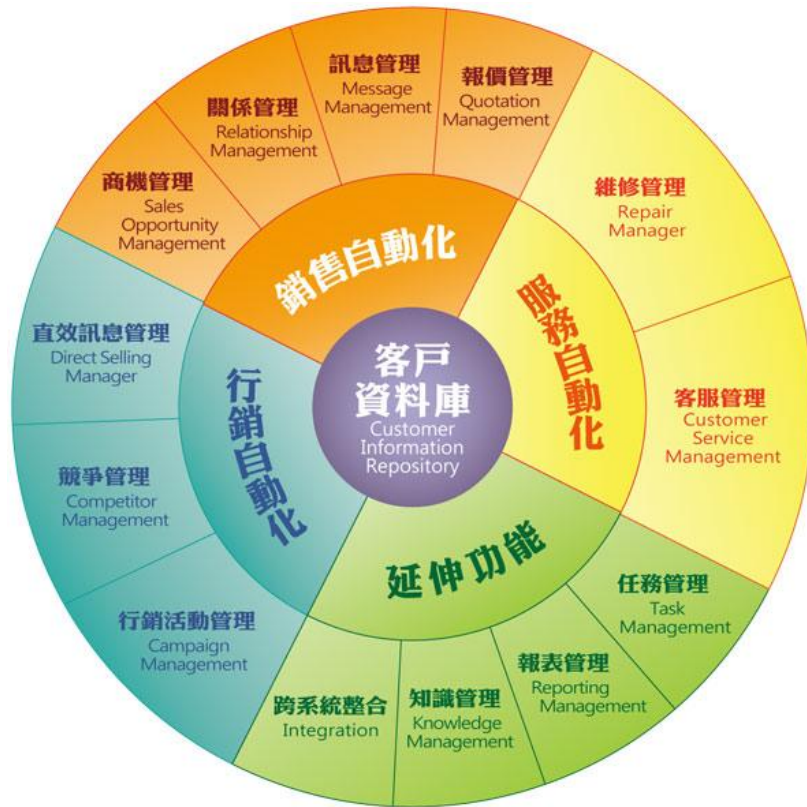 商機管理
Sales
Opportunity
Management
關係管理
Relationship
Management
訊息管理
Message
Management
報價管理
Quotation
Management
維修管理
Repair
Manager
客服管理
Customer
Service
Management
任務管理
Task
Management
報表管理
Reporting
Management
知識管理
Knowledge
Management
跨系統整合
Integration
行銷活動管理
Campaign
Management
競爭管理
Competitor
Management
直效訊息管理
Direct Selling
Manager
銷售自動化
服務自動化
延伸功能
行銷自動化
客戶
資料庫
Customer
Information
Repository